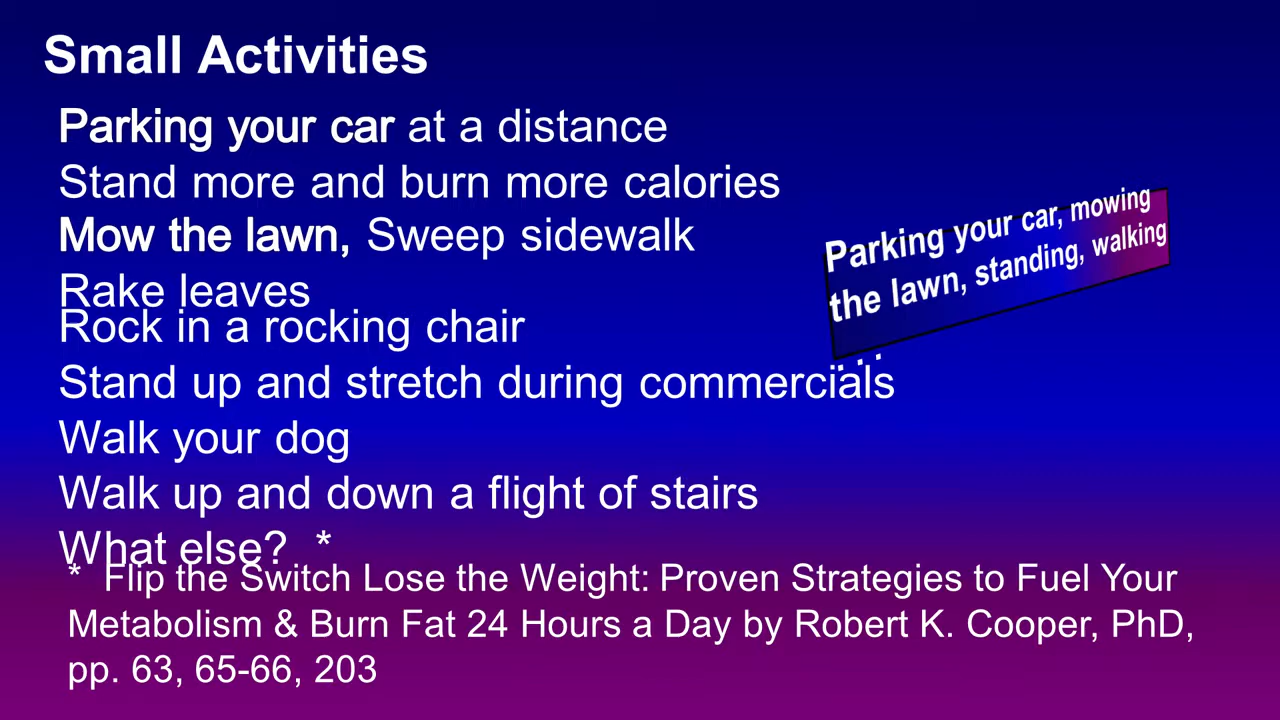 Small Activities
Parking your car at a distance
Stand more and burn more calories
Mow the lawn, Sweep sidewalk
Rake leaves
Rock in a rocking chair
Stand up and stretch during commercials
Walk your dog
Walk up and down a flight of stairs
What else? *
Parking your car, mowing
the lawn, standing, walking
. . .
* Flip the Switch Lose the Weight: Proven Strategies to Fuel Your
Metabolism & Burn Fat 24 Hours a Day by Robert K. Cooper, PhD,
pp. 63, 65-66, 203